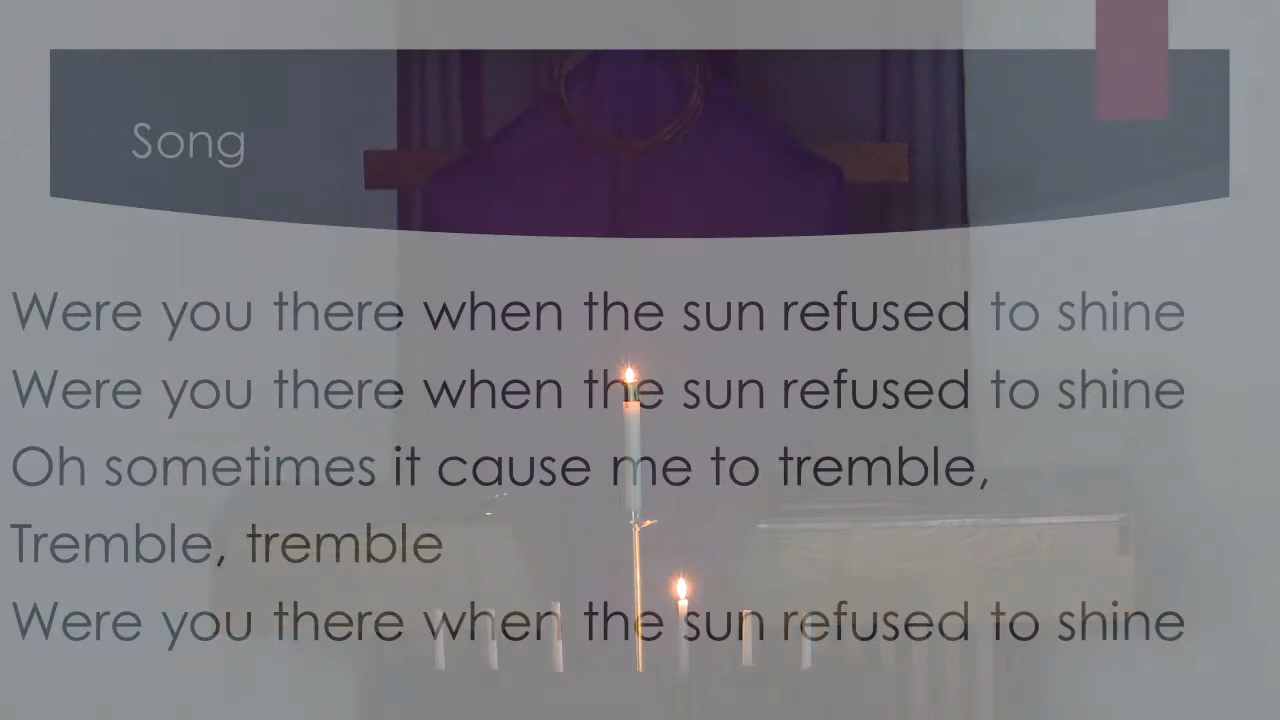 Song
Were you there when the sun refused to shine
Were you there when the sun refused to shine
Oh sometimes it cause me to tremble,
Tremble, tremble
Were you there when the sun refused to shine